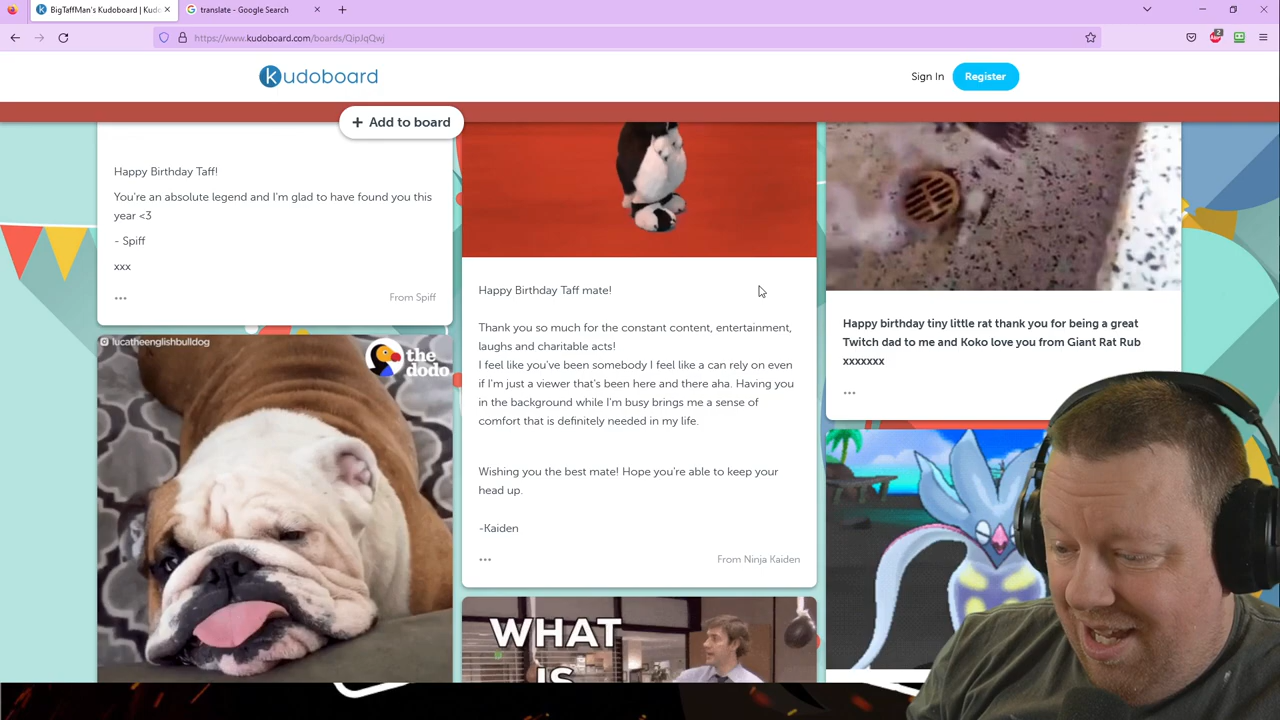 BigTaffMan's Kudoboard | Kudo
translate - Google Search
https://www.kudoboard.com/boards/QipJqQwj
2
kudoboard
Sign In
Register
+ Add to board
Happy Birthday Taff!
You're an absolute legend and I'm glad to have found you this
year <3
- Spiff
xxx
From Spiff
lucatheenglishbulldog
the
dodo
Happy Birthday Taff mate!
Thank you so much for the constant content, entertainment,
laughs and charitable acts!
I feel like you've been somebody I feel like a can rely on even
if I'm just a viewer that's been here and there aha. Having you
in the background while I'm busy brings me a sense of
comfort that is definitely needed in my life.
Wishing you the best mate! Hope you're able to keep your
head up.
-Kaiden
From Ninja Kaiden
WHAT
IS
Happy birthday tiny little rat thank you for being a great
Twitch dad to me and Koko love you from Giant Rat Rub
xxxxxxx